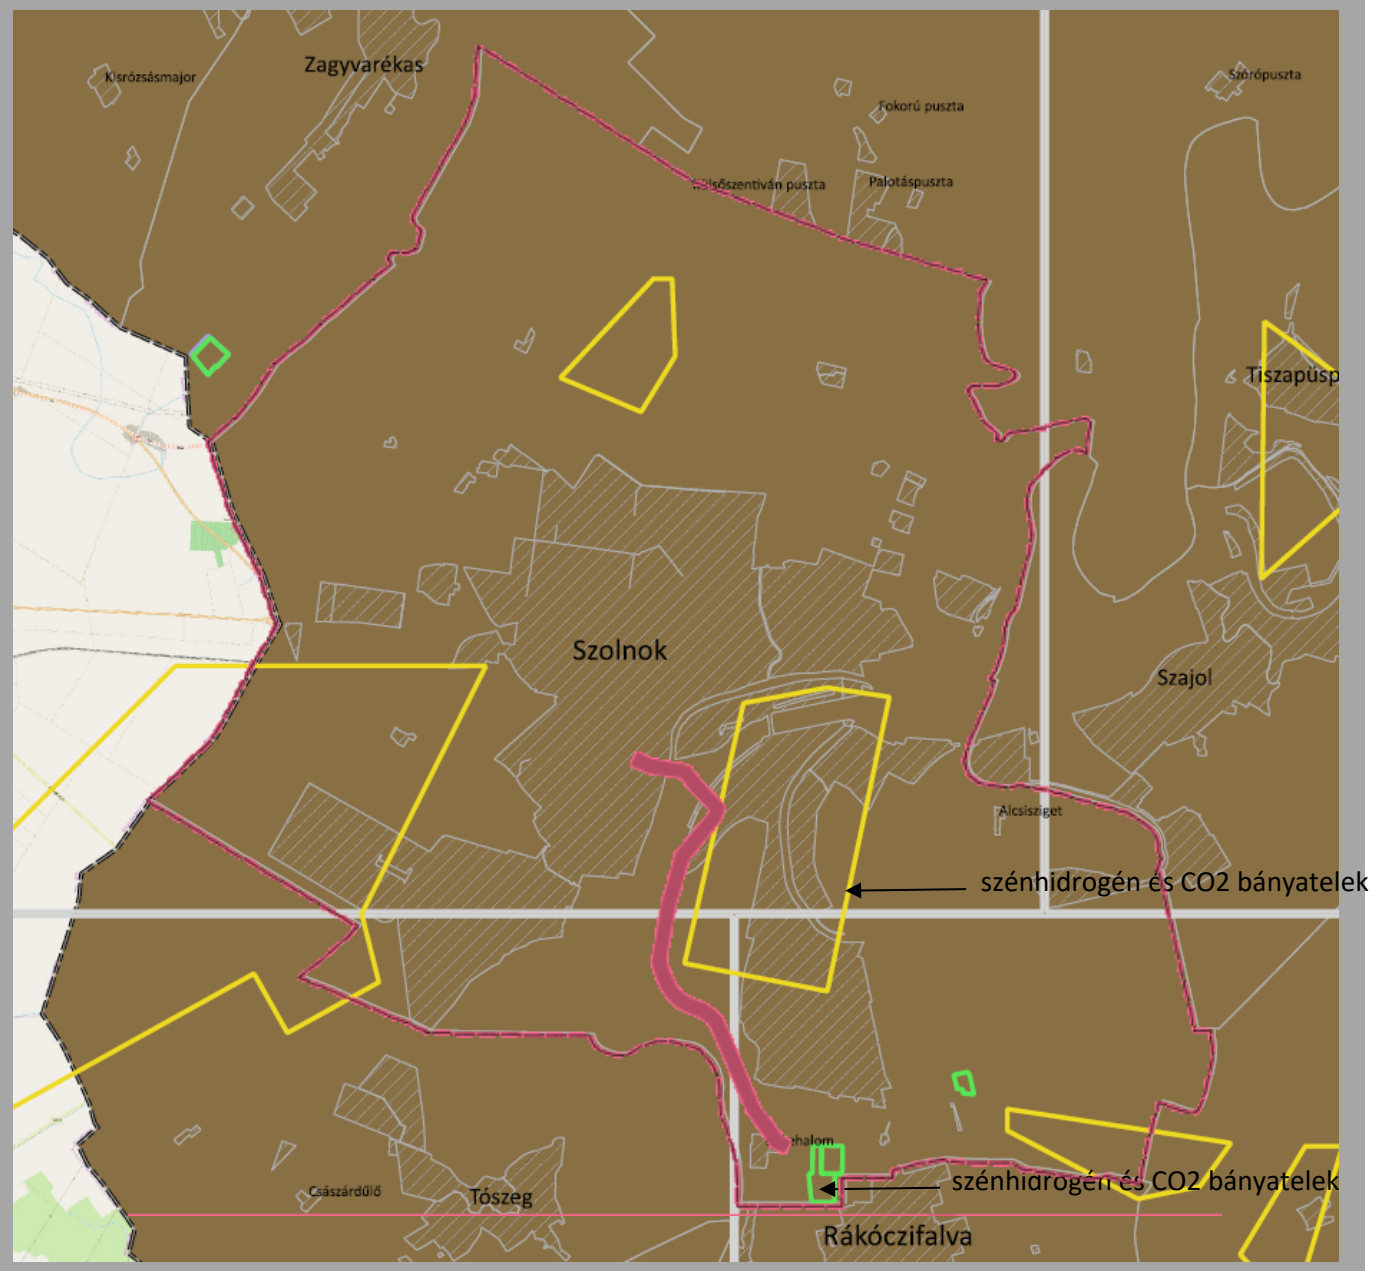 Zagyvarékas
Kisrózsásmajor
Szórópuszta
Fokorú puszta
Palotáspuszta
Tiszapüsp
Szolnok
Szajol
Alcsisziget
szénhidrogén és CO2 bányatelek
ehalom
szénhidrogén és CO2 bányatelek
Császárdűlő
Tószeg
Rákóczifalva